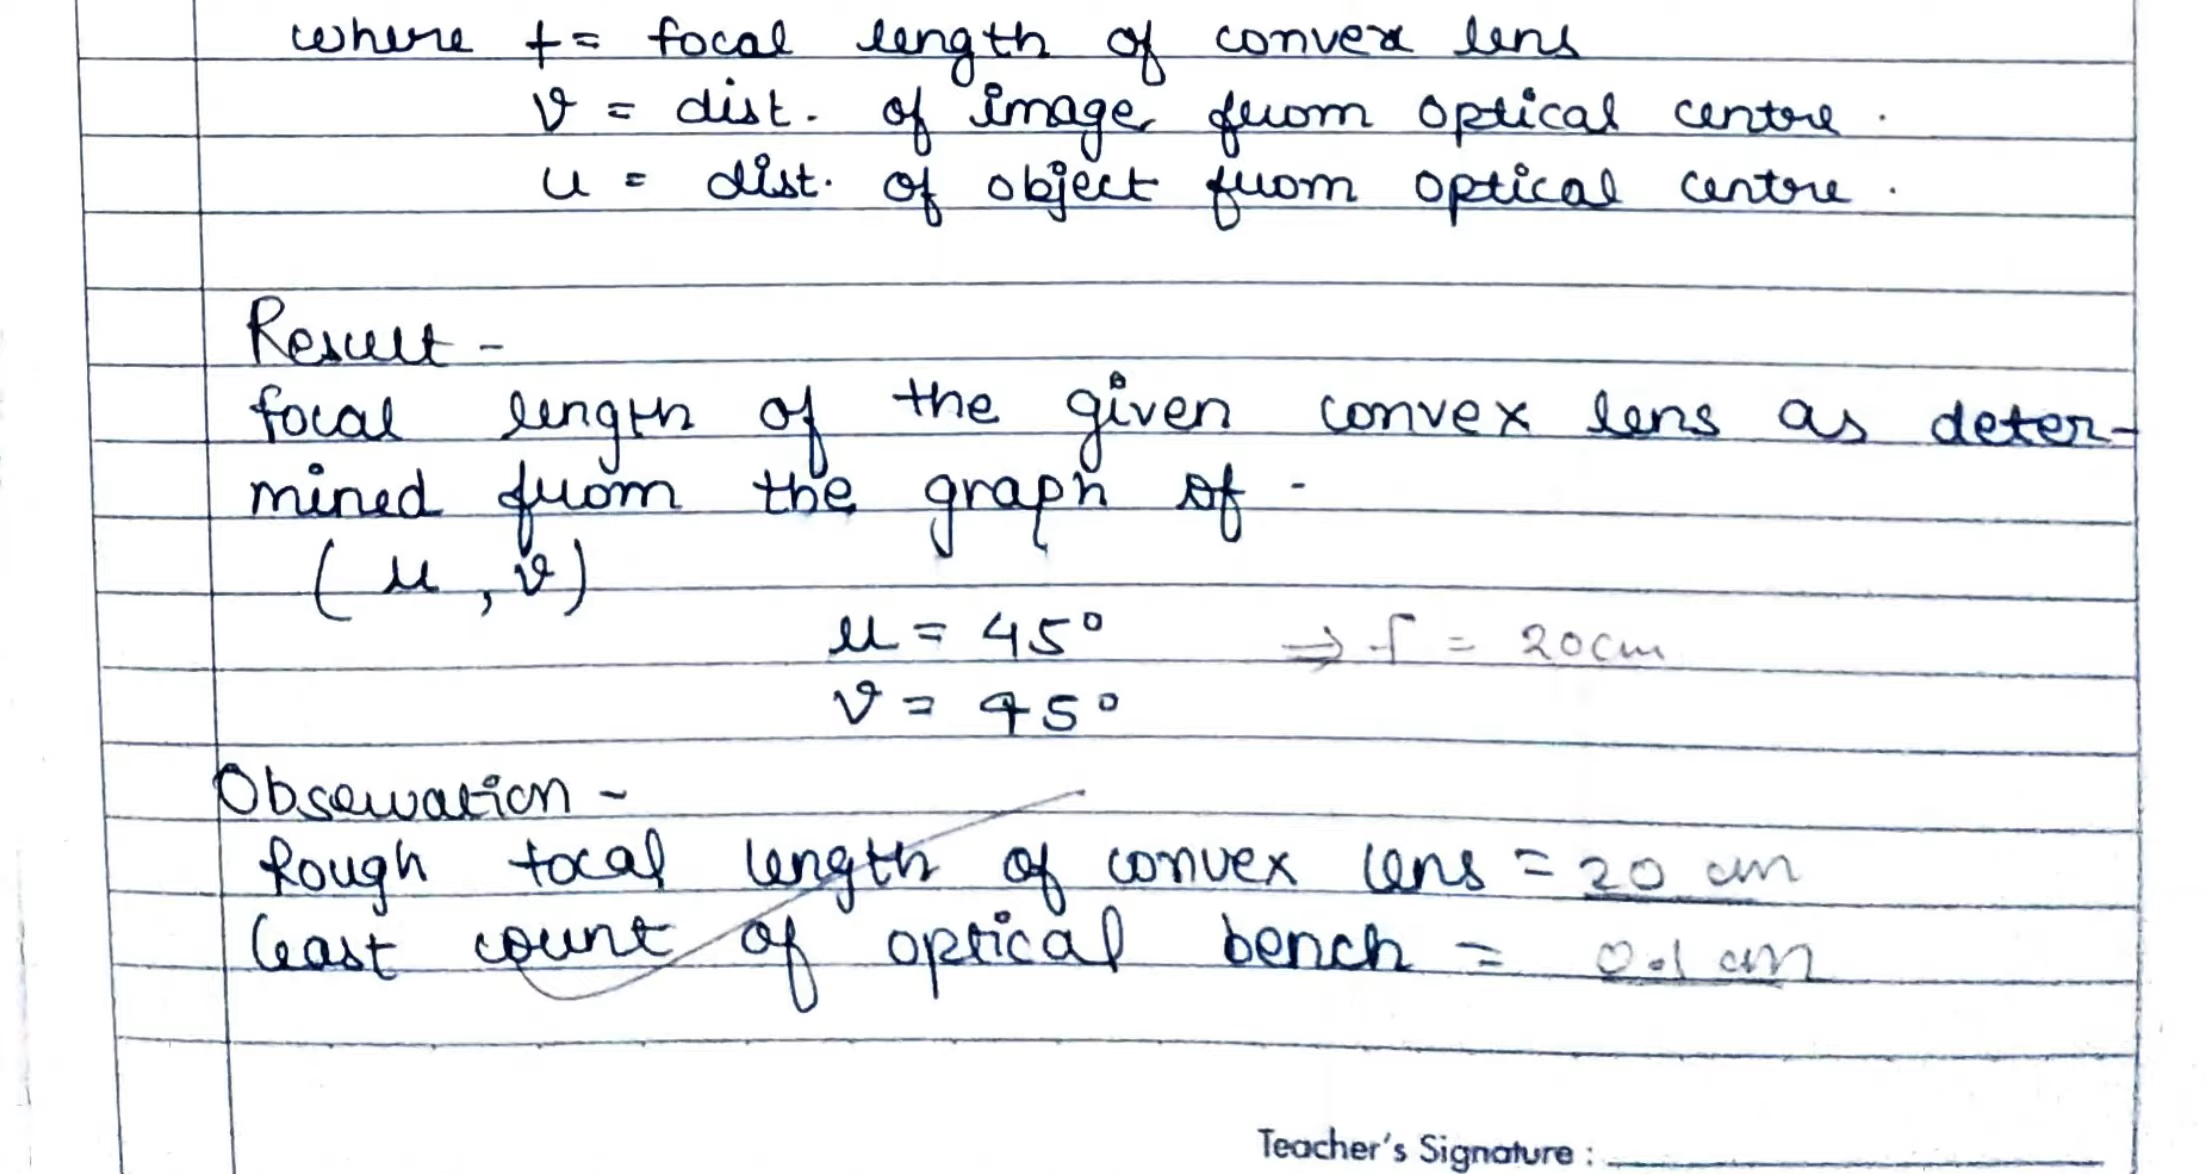 where f = focal length of convex lens
v = dist. of image from optical centre.
u = dist. of object from optical centre.
Result -
focal length of the given convex lens as deter-
mined from the graph of -
(u, v)
u = 45° ⇒ f = 20cm
v = 45°
Observation -
Rough focal length of convex lens = 20 cm
least count of optical bench = 0.1 cm
Teacher's Signature :